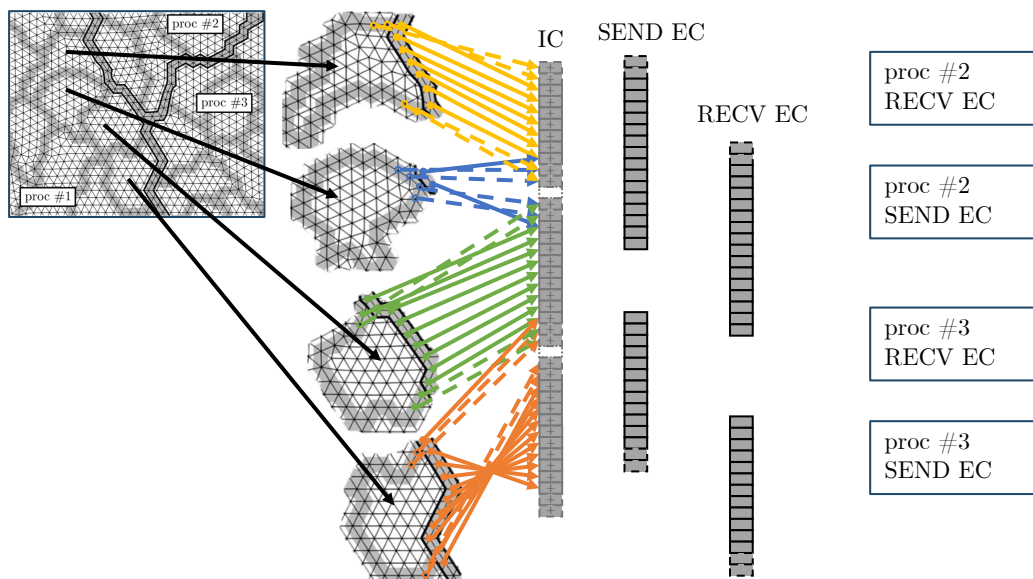 proc #2
proc #3
proc #1
IC
SEND EC
RECV EC
proc #2
RECV EC
proc #2
SEND EC
proc #3
RECV EC
proc #3
SEND EC